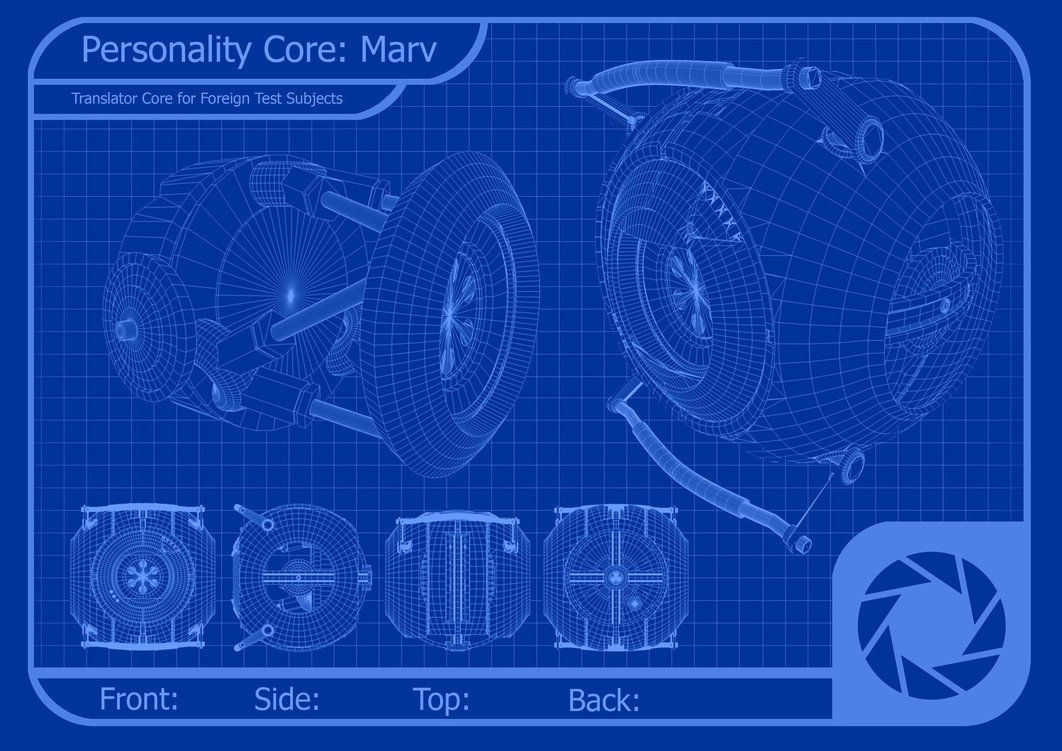 Personality Core: Marv
Translator Core for Foreign Test Subjects
Front:
Side:
Top:
Back: